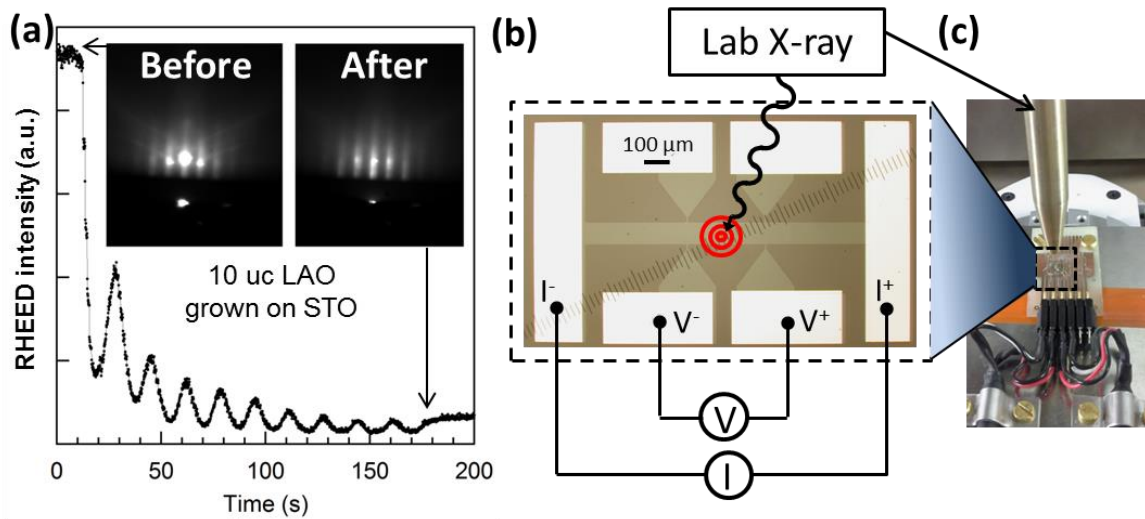 (a)
RHEED intensity (a.u.)
Before
After
10 uc LAO
grown on STO
0
50
100
150
200
Time (s)
(b)
Lab X-ray
100 µm
I-
V-
V+
I+
V
I
(c)